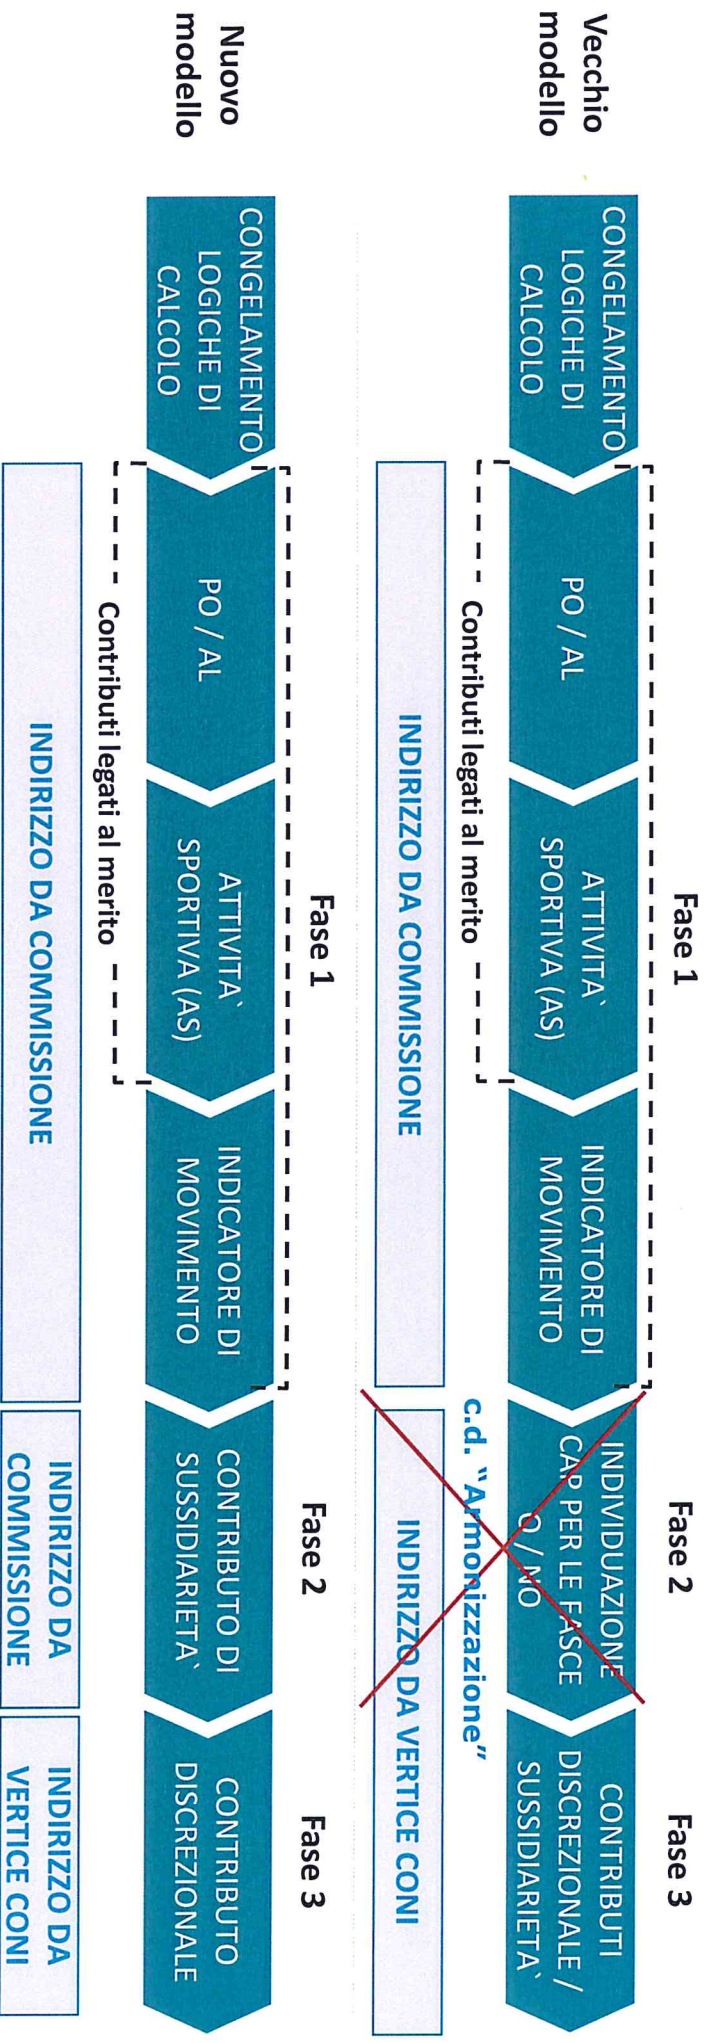 Vecchio
modello
Fase 1
Fase 2
Fase 3
CONGELAMENTO
LOGICHE DI
CALCOLO
PO / AL
ATTIVITA`
SPORTIVA (AS)
INDICATORE DI
MOVIMENTO
INDIVIDUAZIONE
CAP PER LE FASCE
O / NO
CONTRIBUTI
DISCREZIONALE /
SUSSIDIARIETA`
Contributi legati al merito
c.d. "Armonizzazione"
INDIRIZZO DA COMMISSIONE
INDIRIZZO DA VERTICE CONI
Nuovo
modello
Fase 1
Fase 2
Fase 3
CONGELAMENTO
LOGICHE DI
CALCOLO
PO / AL
ATTIVITA`
SPORTIVA (AS)
INDICATORE DI
MOVIMENTO
CONTRIBUTO DI
SUSSIDIARIETA`
CONTRIBUTO
DISCREZIONALE
Contributi legati al merito
INDIRIZZO DA COMMISSIONE
INDIRIZZO DA
COMMISSIONE
INDIRIZZO DA
VERTICE CONI